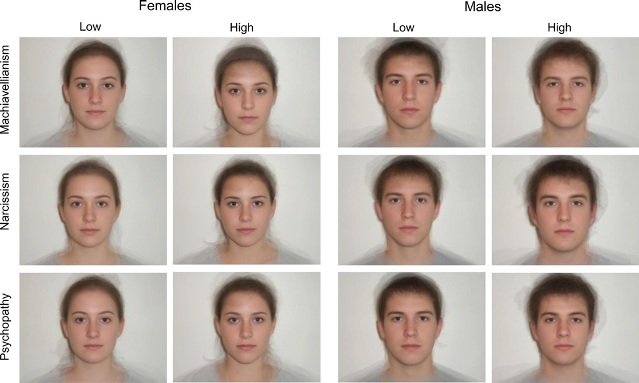 Females Males
Low High Low High
Machiavellianism
Narcissism
Psychopathy